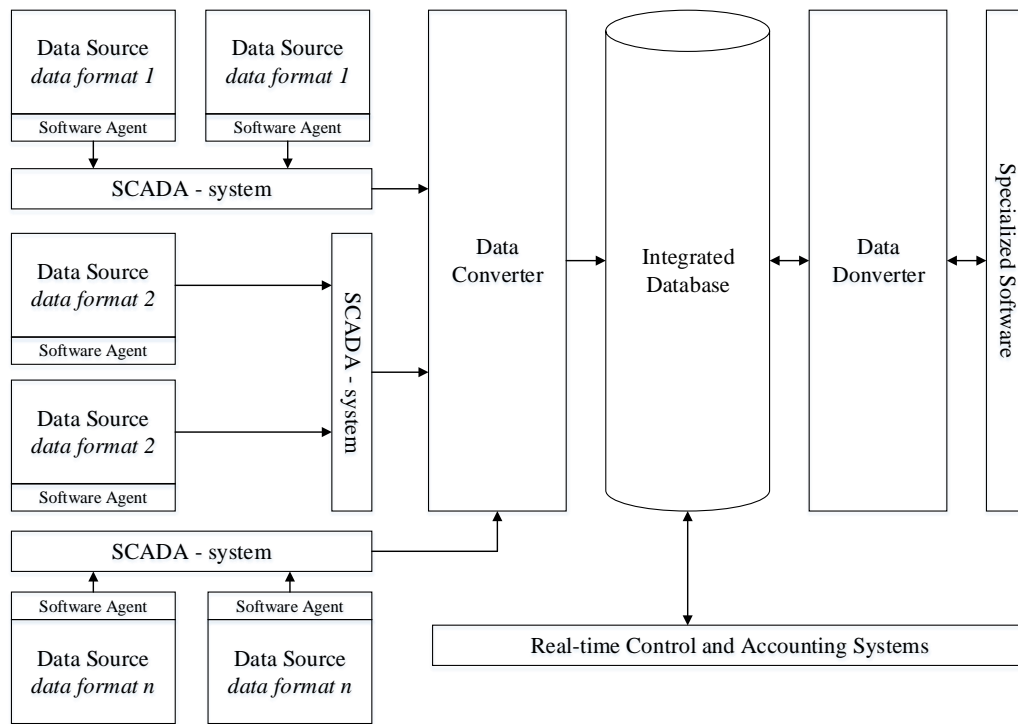 Data Source
data format 1
Software Agent
Data Source
data format 1
Software Agent
SCADA - system
Data Source
data format 2
Software Agent
Data Source
data format 2
Software Agent
SCADA - system
SCADA - system
Software Agent
Data Source
data format n
Software Agent
Data Source
data format n
Data
Converter
Integrated
Database
Data
Donverter
Specialized Software
Real-time Control and Accounting Systems